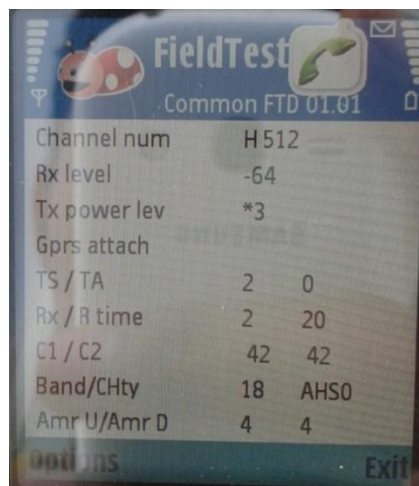 FieldTest
Common FTD 01.01
Channel num H 512
Rx level -64
Tx power lev *3
Gprs attach
TS / TA 2 0
Rx / R time 2 20
C1 / C2 42 42
Band/CHty 18 AHS0
Amr U/Amr D 4 4
Options Exit